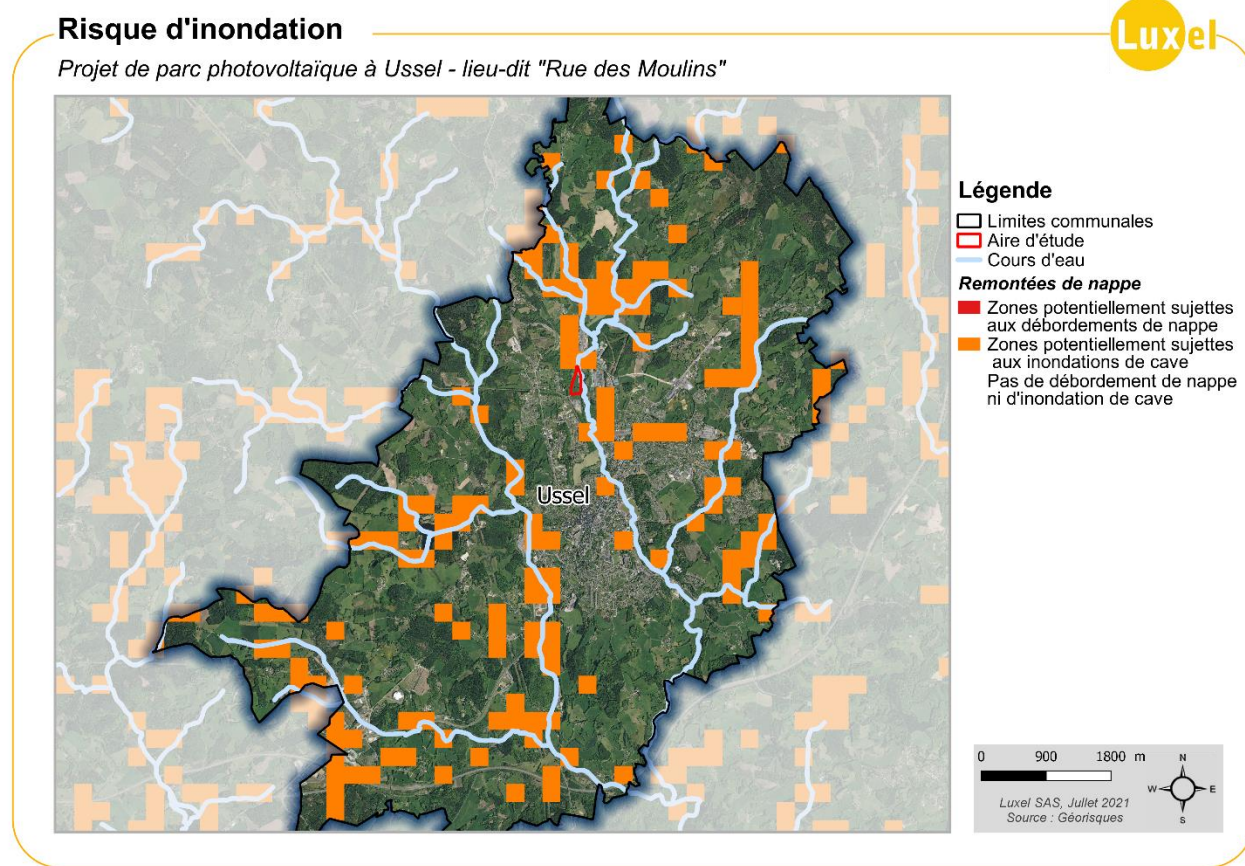 Risque d'inondation
Luxel
Projet de parc photovoltaïque à Ussel - lieu-dit "Rue des Moulins"
Ussel
Légende
Limites communales
Aire d'étude
Cours d'eau
Remontées de nappe
Zones potentiellement sujettes
aux débordements de nappe
Zones potentiellement sujettes
aux inondations de cave
Pas de débordement de nappe
ni d'inondation de cave
0 900 1800 m
N
W E
S
Luxel SAS, Jullet 2021
Source : Géorisques